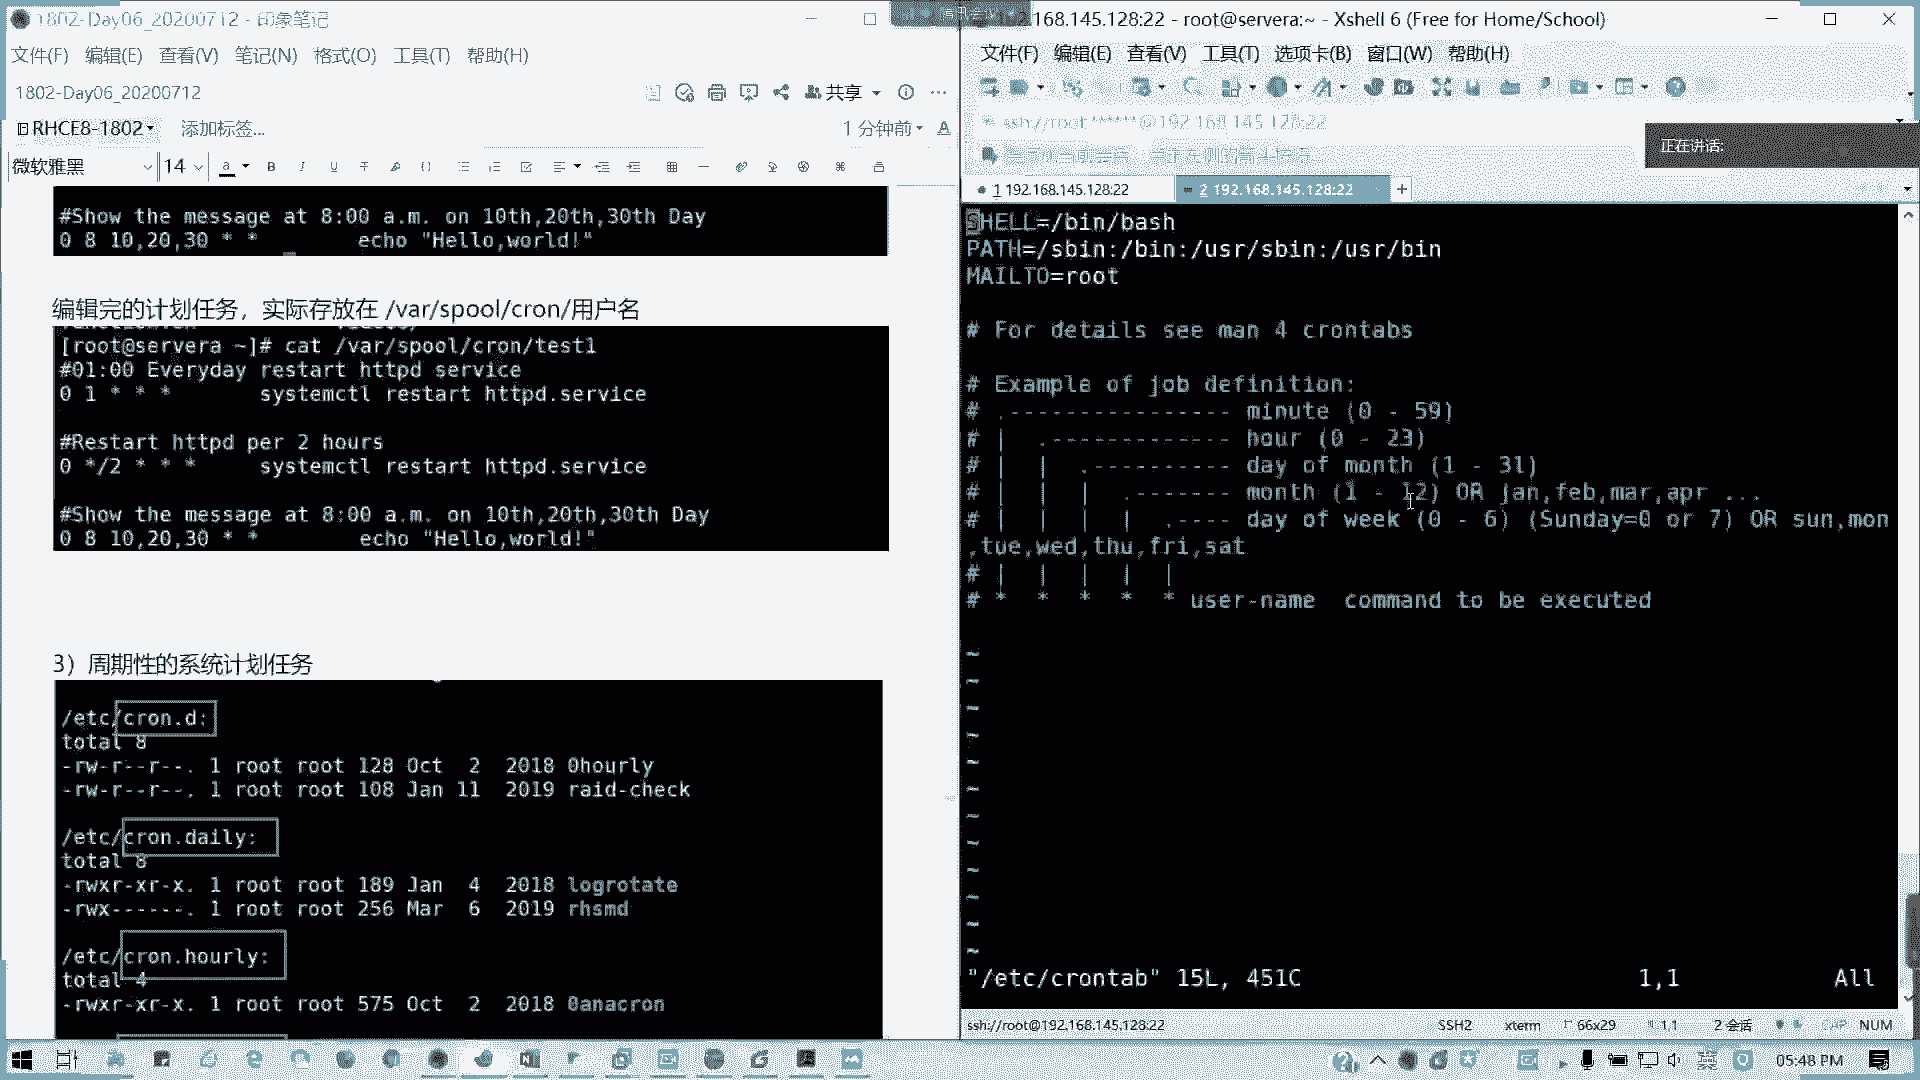 1802-Day06_20200712 - 印象笔记
文件(F) 编辑(E) 查看(V) 笔记(N) 格式(O) 工具(T) 帮助(H)
1802-Day06_20200712
共享
RHCE8-1802 添加标签...
1 分钟前
微软雅黑 14
#Show the message at 8:00 a.m. on 10th,20th,30th Day
0 8 10,20,30 * * echo "Hello,world!"
编辑完的计划任务，实际存放在 /var/spool/cron/用户名
[root@servera ~]# cat /var/spool/cron/test1
#01:00 Everyday restart httpd service
0 1 * * * systemctl restart httpd.service
#Restart httpd per 2 hours
0 */2 * * * systemctl restart httpd.service
#Show the message at 8:00 a.m. on 10th,20th,30th Day
0 8 10,20,30 * * echo "Hello,world!"
3）周期性的系统计划任务
/etc/cron.d:
total 8
-rw-r--r--. 1 root root 128 Oct 2 2018 0hourly
-rw-r--r--. 1 root root 108 Jan 11 2019 raid-check
/etc/cron.daily:
total 8
-rwxr-xr-x. 1 root root 189 Jan 4 2018 logrotate
-rwx------. 1 root root 256 Mar 6 2019 rhsmd
/etc/cron.hourly:
total 4
-rwxr-xr-x. 1 root root 575 Oct 2 2018 0anacron
192.168.145.128:22 - root@servera:~ - Xshell 6 (Free for Home/School)
文件(F) 编辑(E) 查看(V) 工具(T) 选项卡(B) 窗口(W) 帮助(H)
ssh://root:******@192.168.145.128:22
正在讲话:
1 192.168.145.128:22
2 192.168.145.128:22
SHELL=/bin/bash
PATH=/sbin:/bin:/usr/sbin:/usr/bin
MAILTO=root
# For details see man 4 crontabs
# Example of job definition:
# .---------------- minute (0 - 59)
# | .------------- hour (0 - 23)
# | | .---------- day of month (1 - 31)
# | | | .------- month (1 - 12) OR jan,feb,mar,apr ...
# | | | | .---- day of week (0 - 6) (Sunday=0 or 7) OR sun,mon
,tue,wed,thu,fri,sat
# | | | | |
# * * * * * user-name command to be executed
~
~
~
~
~
~
~
~
~
~
~
~
"/etc/crontab" 15L, 451C 1,1 All
ssh://root@192.168.145.128:22 SSH2 xterm 66x29 1,1 2 会话 CAP NUM
英 05:48 PM